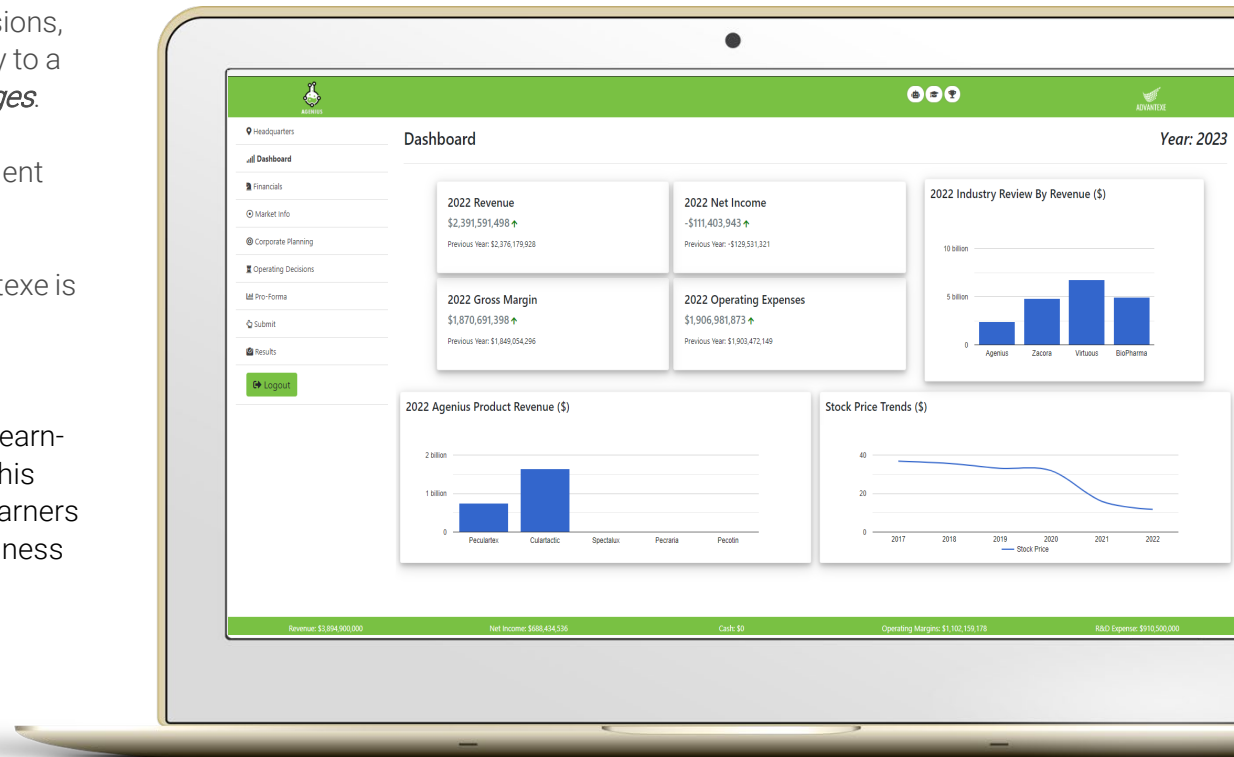 sions,
y to a
ges.
ent
texe is
earn-
his
arners
ness
AGENIUS
ADVANTEXE
Headquarters
Dashboard
Financials
Market Info
Corporate Planning
Operating Decisions
Pro-Forma
Submit
Results
Logout
Dashboard
Year: 2023
2022 Revenue
$2,391,591,498
Previous Year: $2,376,179,928
2022 Net Income
-$111,403,943
Previous Year: -$129,531,321
2022 Gross Margin
$1,870,691,398
Previous Year: $1,849,054,296
2022 Operating Expenses
$1,906,981,873
Previous Year: $1,903,472,149
2022 Industry Review By Revenue ($)
10 billion
5 billion
0
Agenius Zacora Virtuous BioPharma
2022 Agenius Product Revenue ($)
2 billion
1 billion
0
Peculartex Culartactic Spectalux Pecraria Pecotin
Stock Price Trends ($)
40
20
0
2017 2018 2019 2020 2021 2022
Stock Price
Revenue: $3,894,900,000 Net Income: $688,434,536 Cash: $0 Operating Margins: $1,102,159,178 R&D Expense: $910,500,000